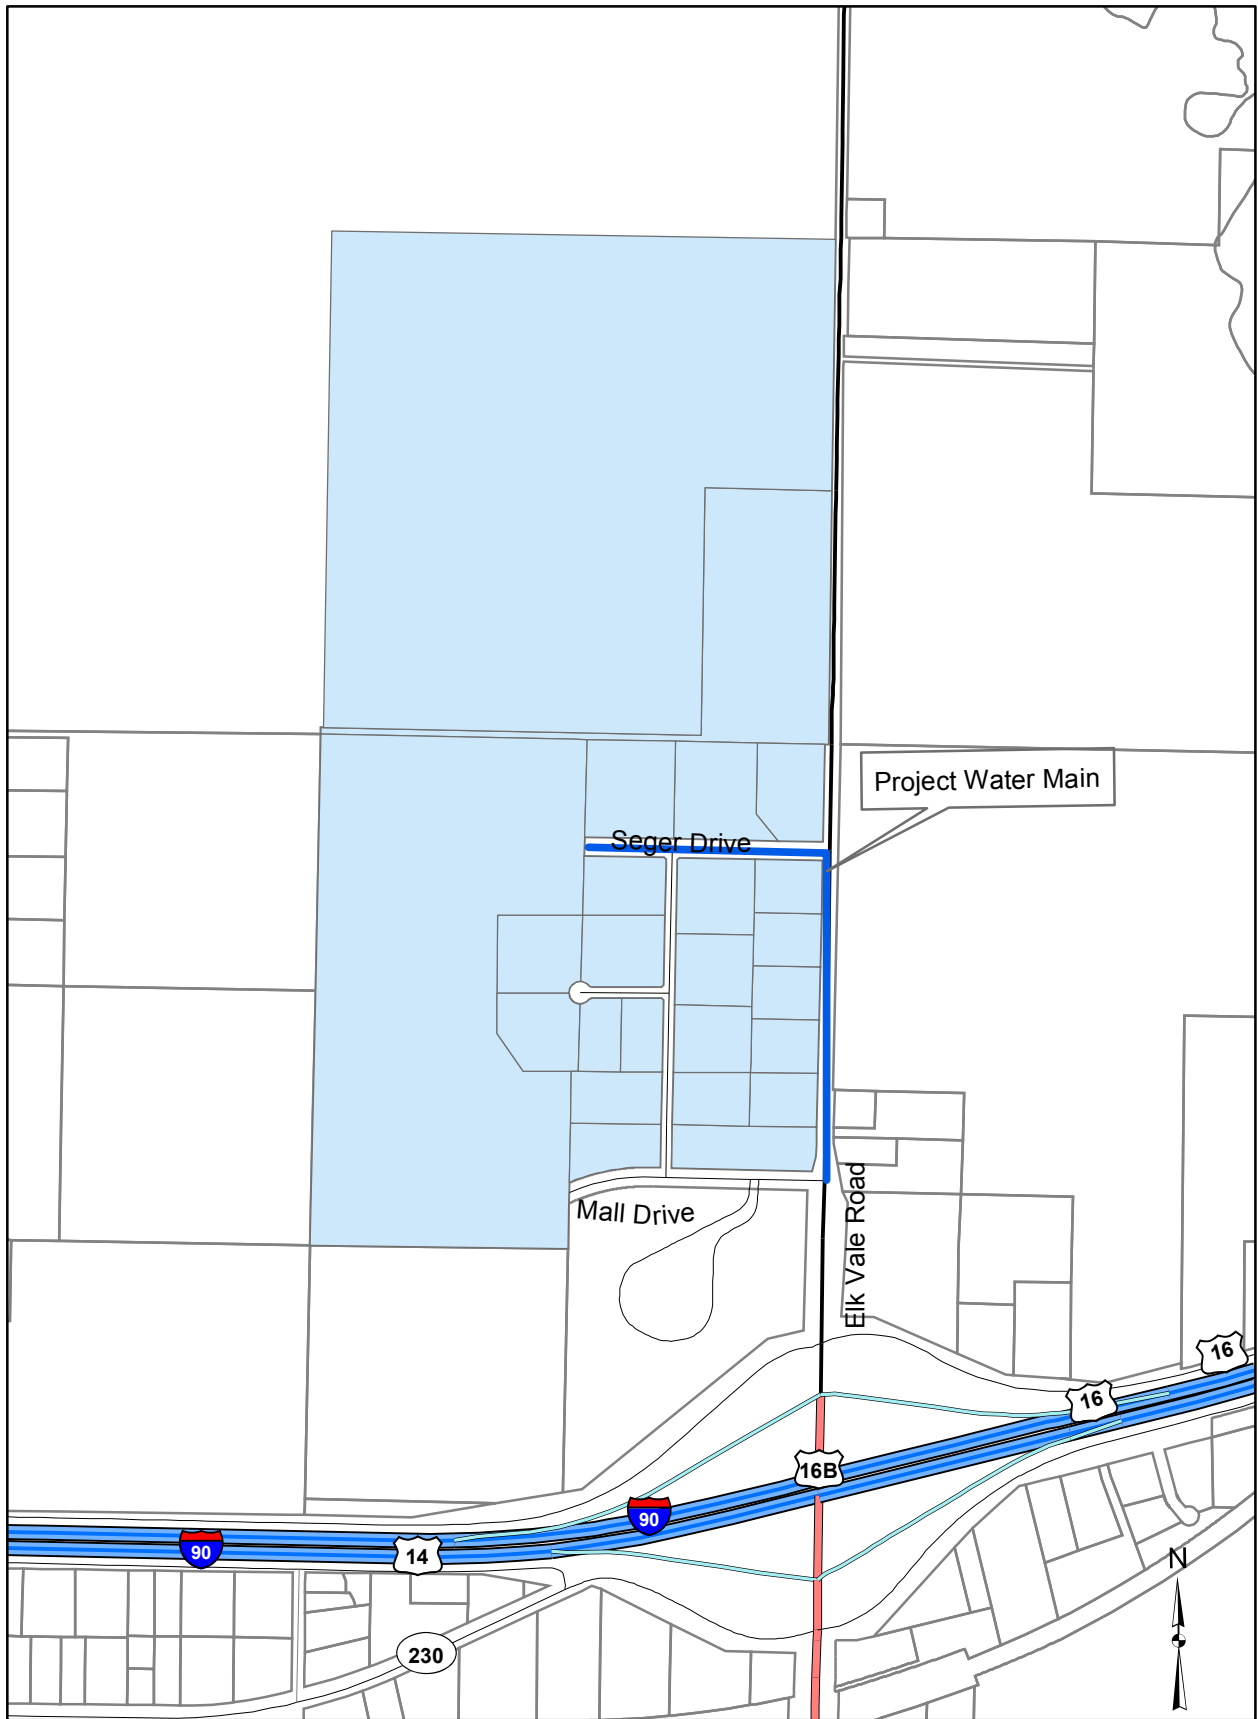 Project Water Main
Seger Drive
Mall Drive
Elk Vale Road
16
16
16B
90
90
14
N
230